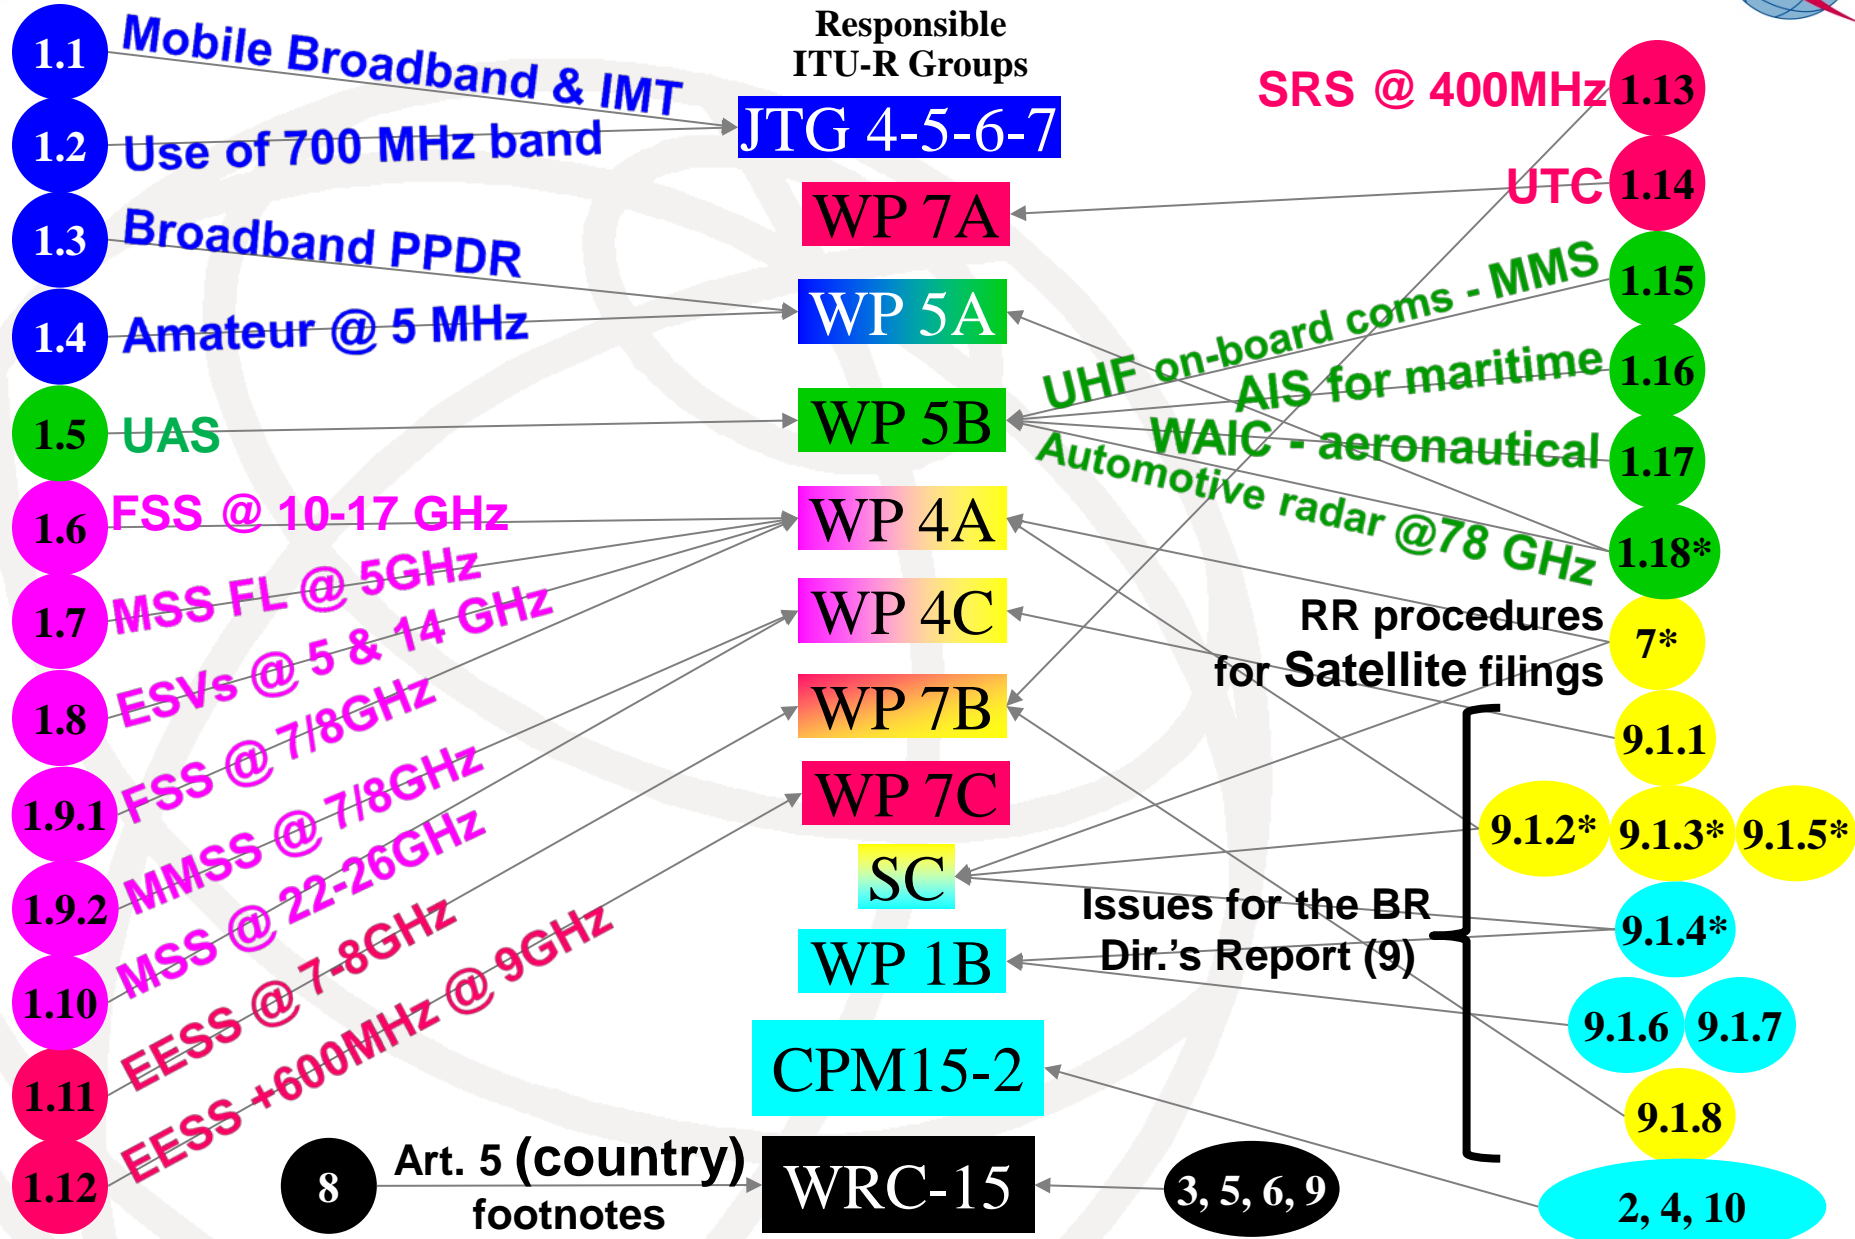 Responsible
ITU-R Groups
1.1 Mobile Broadband & IMT
1.2 Use of 700 MHz band
1.3 Broadband PPDR
1.4 Amateur @ 5 MHz
1.5 UAS
1.6 FSS @ 10-17 GHz
1.7 MSS FL @ 5GHz
1.8 ESVs @ 5 & 14 GHz
1.9.1 FSS @ 7/8GHz
1.9.2 MMSS @ 7/8GHz
1.10 MSS @ 22-26GHz
1.11 EESS @ 7-8GHz
1.12 EESS +600MHz @ 9GHz
8 Art. 5 (country)
footnotes
JTG 4-5-6-7
WP 7A
WP 5A
WP 5B
WP 4A
WP 4C
WP 7B
WP 7C
SC
WP 1B
CPM15-2
WRC-15
3, 5, 6, 9
SRS @ 400MHz 1.13
UTC 1.14
UHF on-board coms - MMS 1.15
AIS for maritime 1.16
WAIC - aeronautical 1.17
Automotive radar @78 GHz 1.18*
RR procedures
for Satellite filings
7*
Issues for the BR
Dir.'s Report (9)
9.1.1
9.1.2* 9.1.3* 9.1.5*
9.1.4*
9.1.6 9.1.7
9.1.8
2, 4, 10